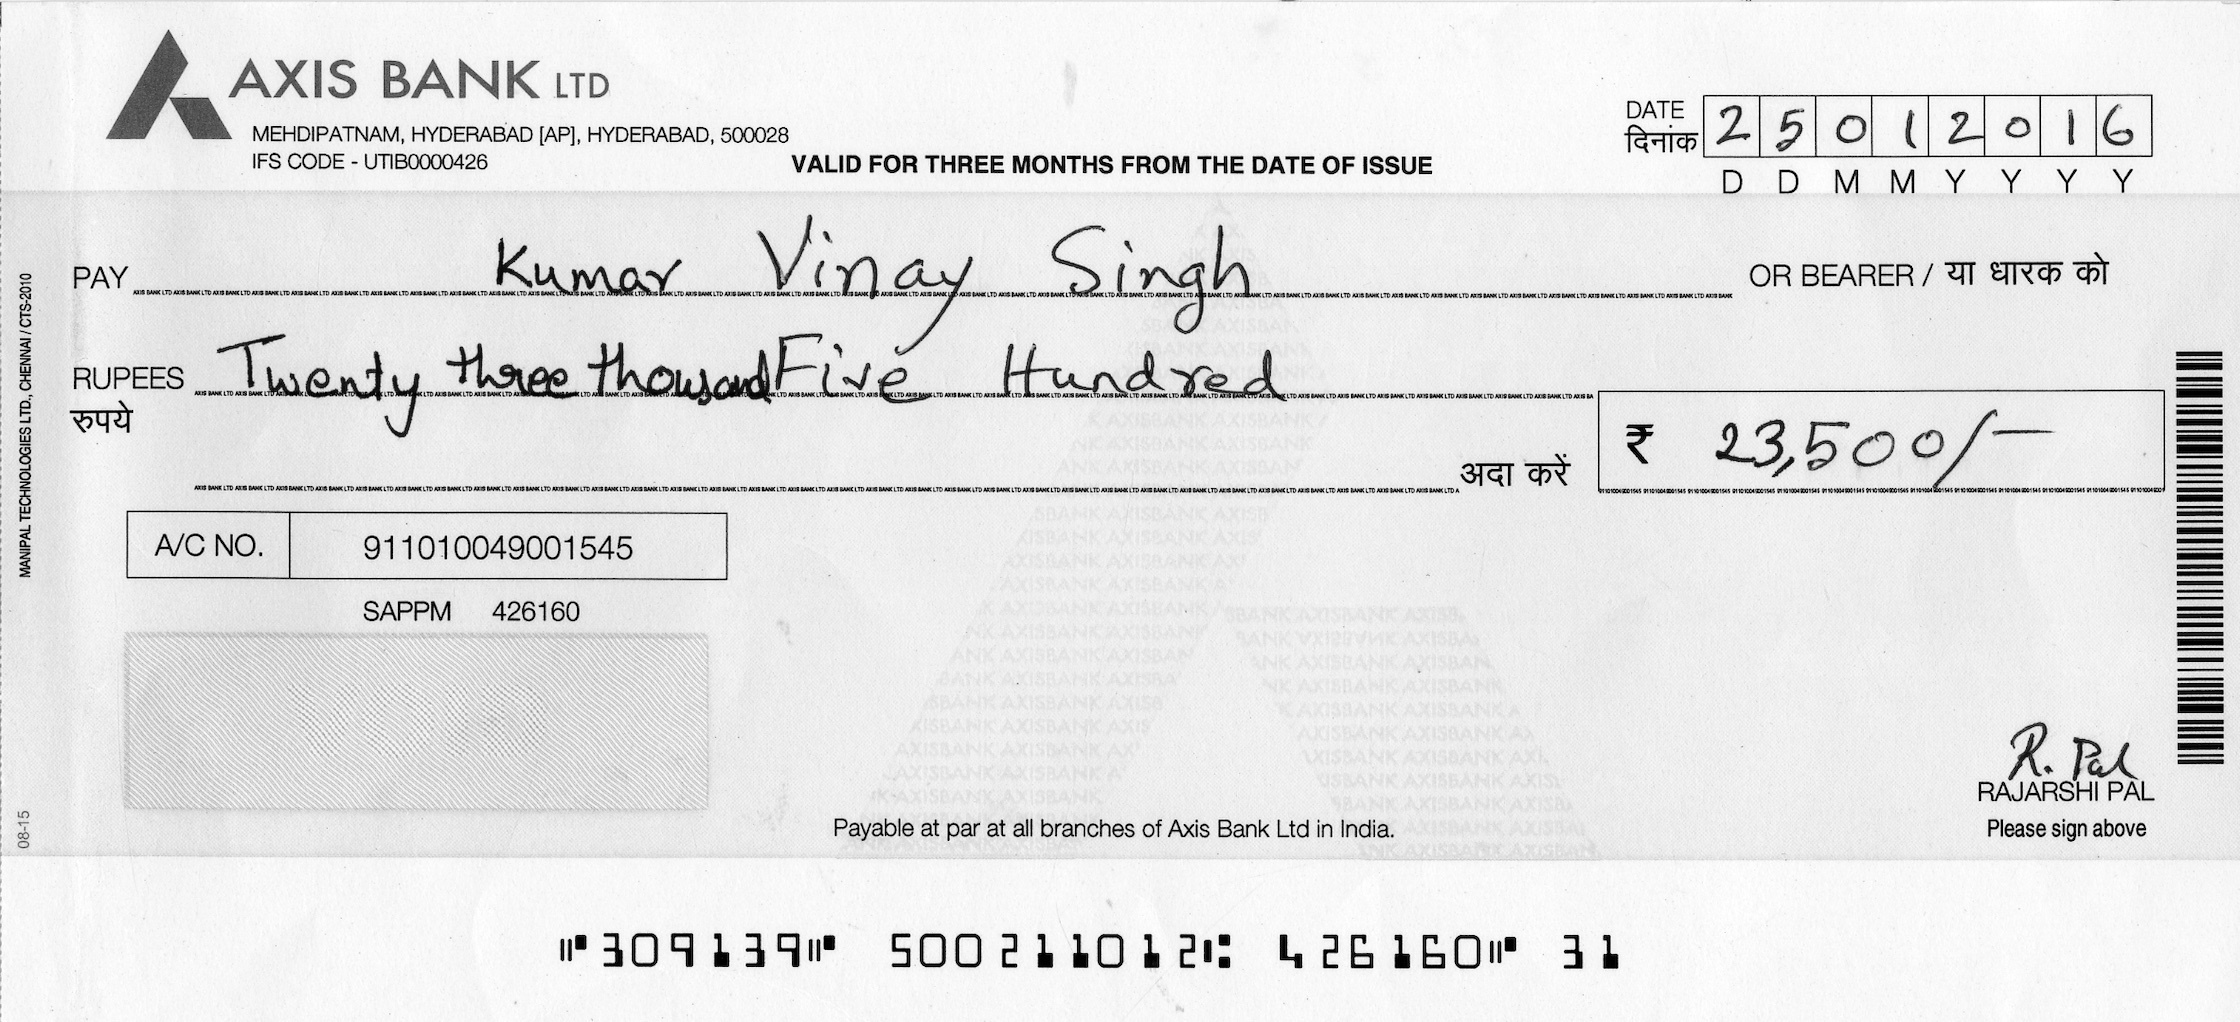 AXIS BANK LTD
MEHDIPATNAM, HYDERABAD [AP], HYDERABAD, 500028
IFS CODE - UTIB0000426
VALID FOR THREE MONTHS FROM THE DATE OF ISSUE
DATE
दिनांक
2 5 0 1 2 0 1 6
D D M M Y Y Y Y
PAY Kumar Vinay Singh OR BEARER / या धारक को
RUPEES Twenty three thousand Five Hundred
रुपये
अदा करें ₹ 23,500/-
A/C NO. 911010049001545
SAPPM 426160
R. Pal
RAJARSHI PAL
Please sign above
Payable at par at all branches of Axis Bank Ltd in India.
MANIPAL TECHNOLOGIES LTD., CHENNAI / CTS-2010
08-15
⑈309139⑈ 500211012⑆ 426160⑈ 31